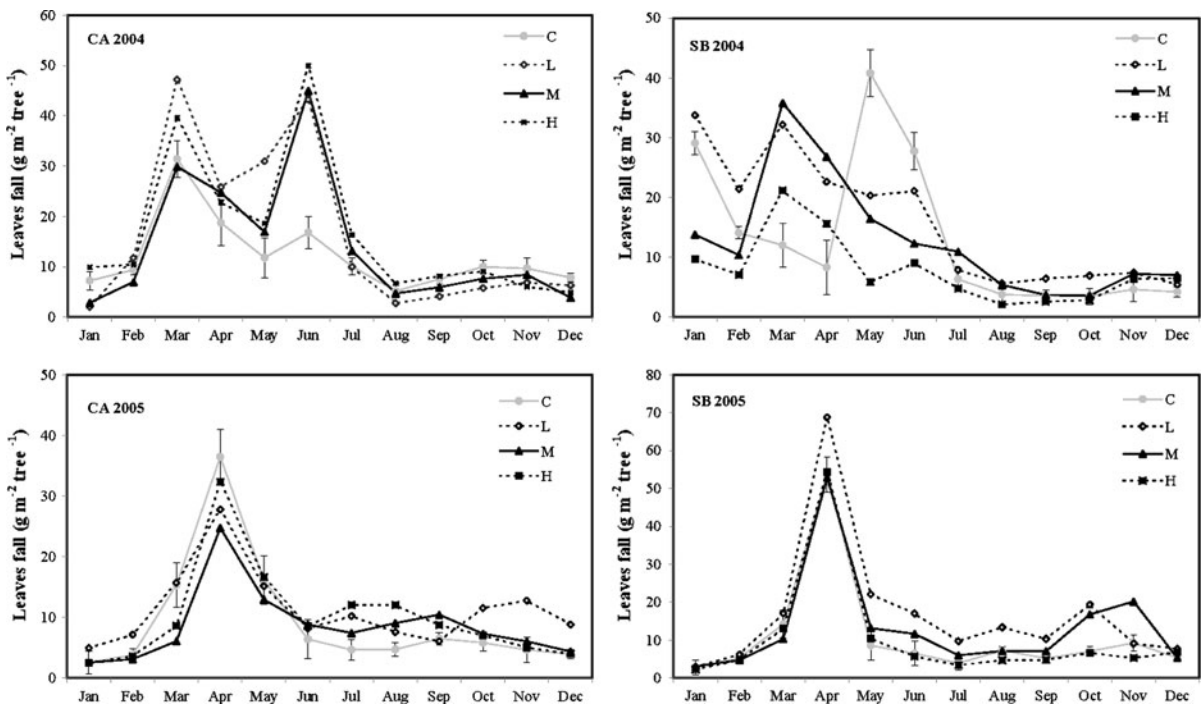 CA 2004
C
L
M
H
Leaves fall (g m⁻² tree ⁻¹)
60
50
40
30
20
10
0
Jan Feb Mar Apr May Jun Jul Aug Sep Oct Nov Dec
SB 2004
C
L
M
H
Leaves fall (g m⁻² tree ⁻¹)
50
40
30
20
10
0
Jan Feb Mar Apr May Jun Jul Aug Sep Oct Nov Dec
CA 2005
C
L
M
H
Leaves fall (g m⁻² tree ⁻¹)
50
40
30
20
10
0
Jan Feb Mar Apr May Jun Jul Aug Sep Oct Nov Dec
SB 2005
C
L
M
H
Leaves fall (g m⁻² tree ⁻¹)
80
70
60
50
40
30
20
10
0
Jan Feb Mar Apr May Jun Jul Aug Sep Oct Nov Dec